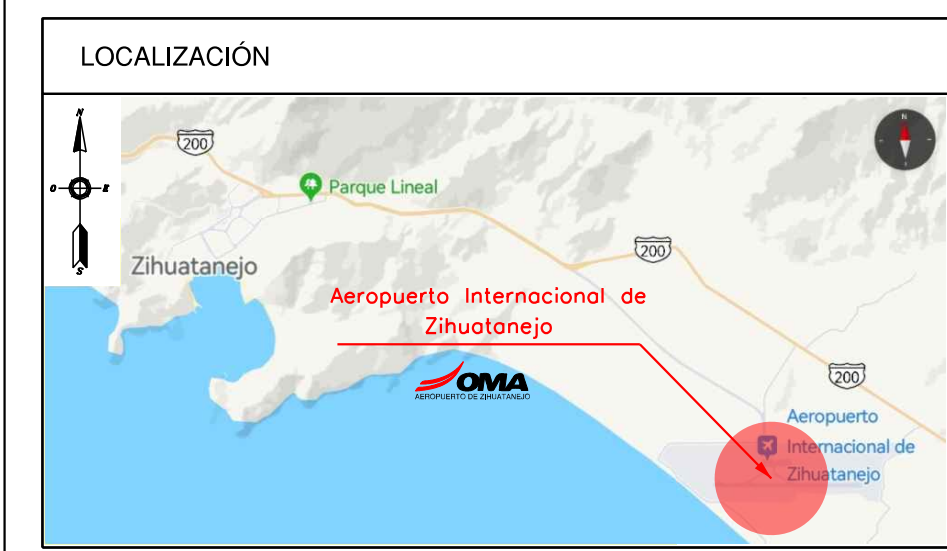 LOCALIZACIÓN
N
O
E
S
N
200
Parque Lineal
Zihuatanejo
200
Aeropuerto Internacional de
Zihuatanejo
OMA
AEROPUERTO DE ZIHUATANEJO
200
Aeropuerto
Internacional de
Zihuatanejo